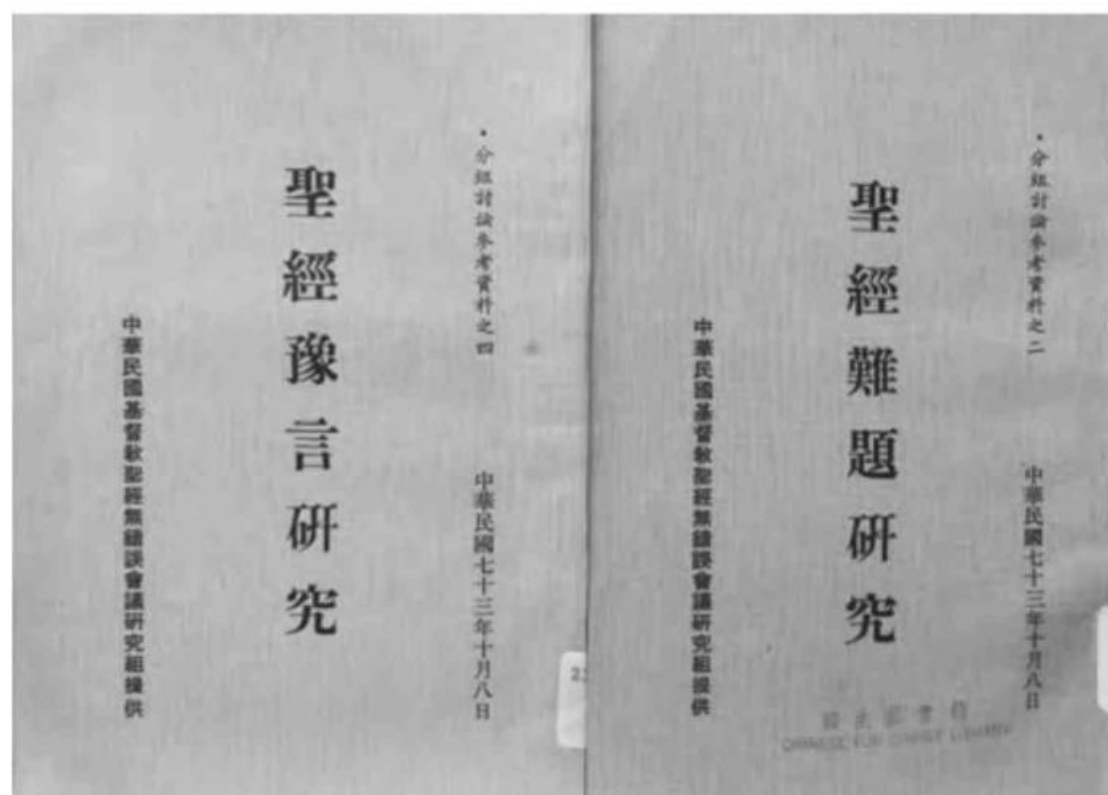 ・分組討論參考資料之四
中華民國七十三年十月八日
聖經豫言研究
中華民國基督教聖經無錯誤會議研究組提供
・分組討論參考資料之二
中華民國七十三年十月八日
聖經難題研究
中華民國基督教聖經無錯誤會議研究組提供
CHINESE FOR CHRIST LIBRARY